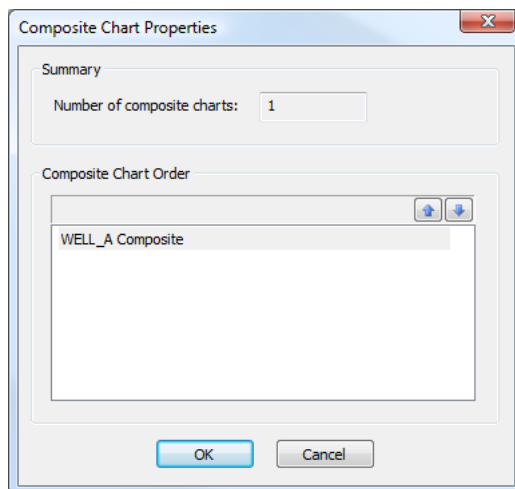 Composite Chart Properties
Summary
Number of composite charts: 1
Composite Chart Order
WELL_A Composite
OK Cancel